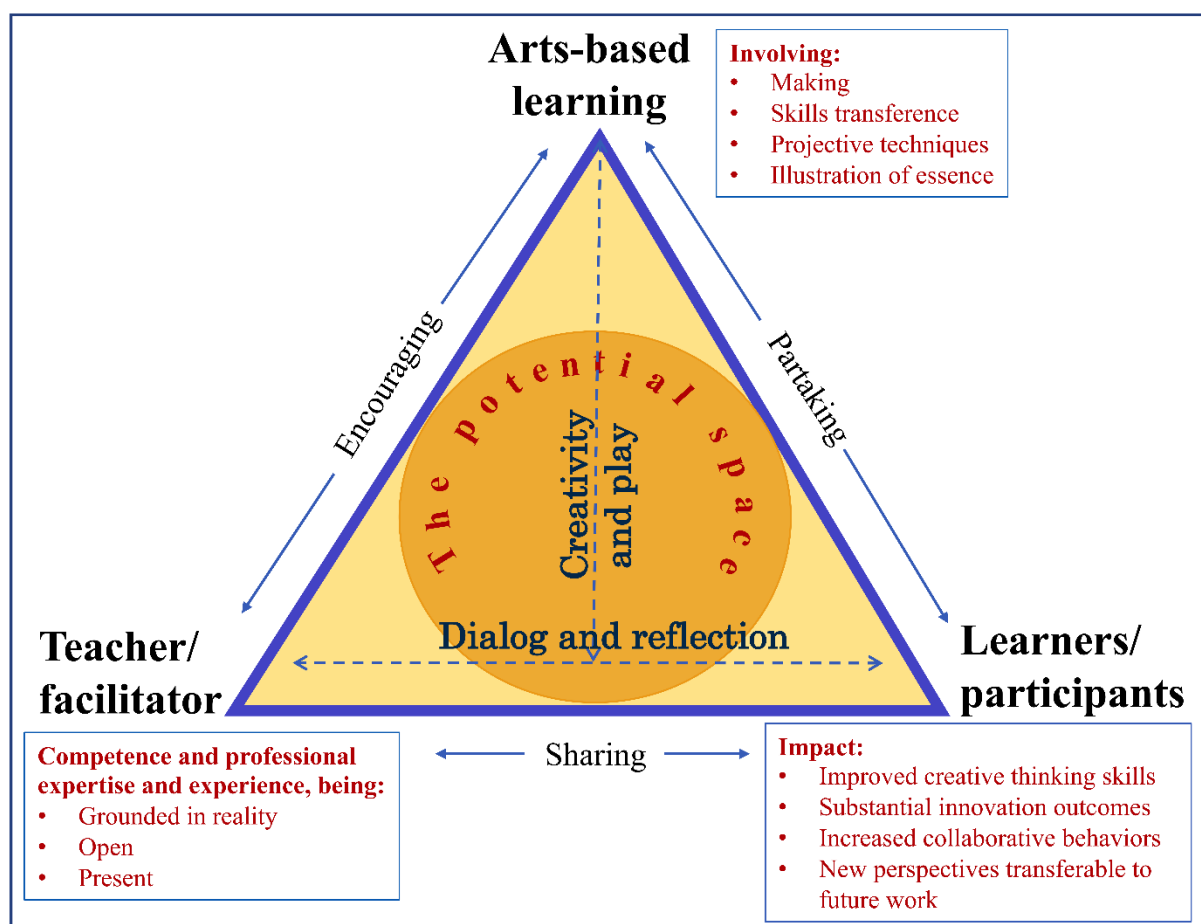 Arts-based
learning
Involving:
• Making
• Skills transference
• Projective techniques
• Illustration of essence
Encouraging
Partaking
The potential space
Creativity
and play
Dialog and reflection
Teacher/
facilitator
Learners/
participants
Sharing
Competence and professional
expertise and experience, being:
• Grounded in reality
• Open
• Present
Impact:
• Improved creative thinking skills
• Substantial innovation outcomes
• Increased collaborative behaviors
• New perspectives transferable to
future work